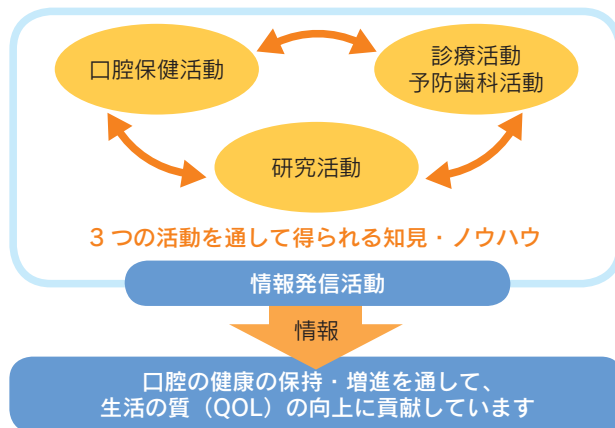 口腔保健活動
診療活動
予防歯科活動
研究活動
3つの活動を通して得られる知見・ノウハウ
情報発信活動
情報
口腔の健康の保持・増進を通して、
生活の質（QOL）の向上に貢献しています